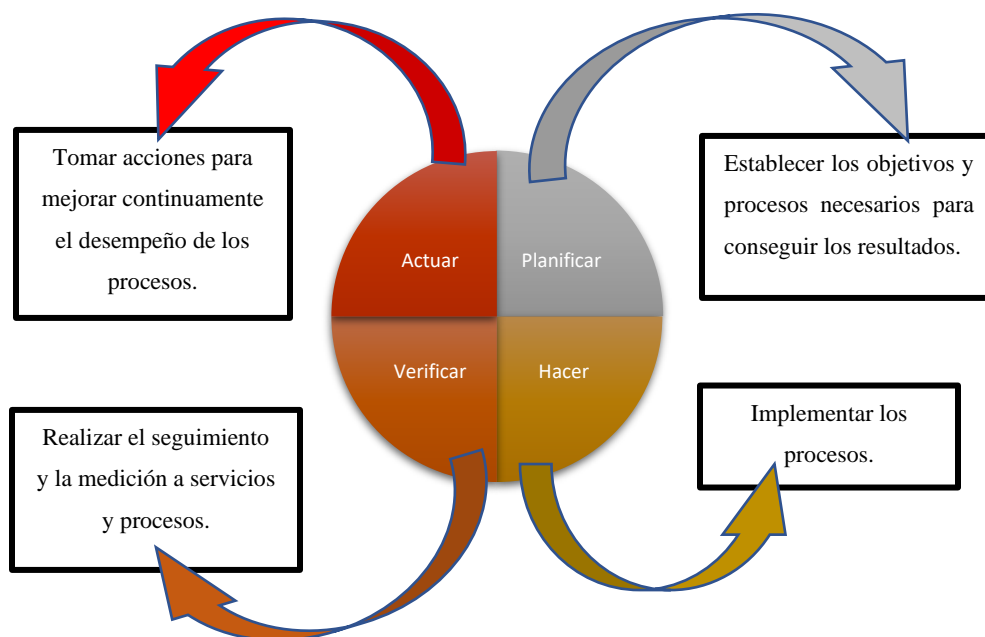 Tomar acciones para
mejorar continuamente
el desempeño de los
procesos.
Establecer los objetivos y
procesos necesarios para
conseguir los resultados.
Actuar
Planificar
Verificar
Hacer
Realizar el seguimiento
y la medición a servicios
y procesos.
Implementar los
procesos.